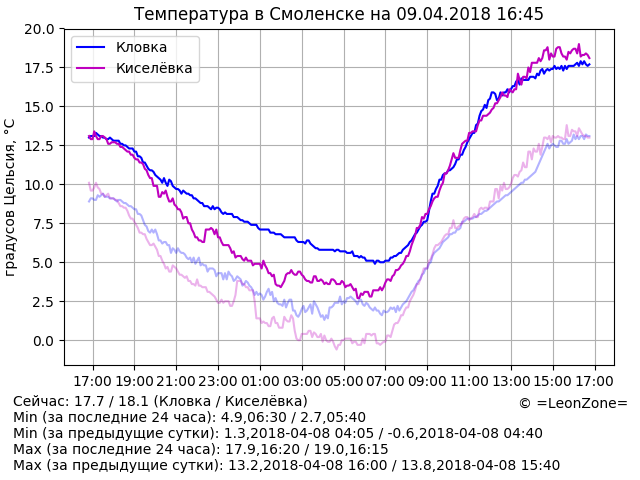 Температура в Смоленске на 09.04.2018 16:45
градусов Цельсия, °C
20.0
17.5
15.0
12.5
10.0
7.5
5.0
2.5
0.0
Кловка
Киселёвка
17:00 19:00 21:00 23:00 01:00 03:00 05:00 07:00 09:00 11:00 13:00 15:00 17:00
Сейчас: 17.7 / 18.1 (Кловка / Киселёвка)
© =LeonZone=
Min (за последние 24 часа): 4.9,06:30 / 2.7,05:40
Min (за предыдущие сутки): 1.3,2018-04-08 04:05 / -0.6,2018-04-08 04:40
Max (за последние 24 часа): 17.9,16:20 / 19.0,16:15
Max (за предыдущие сутки): 13.2,2018-04-08 16:00 / 13.8,2018-04-08 15:40